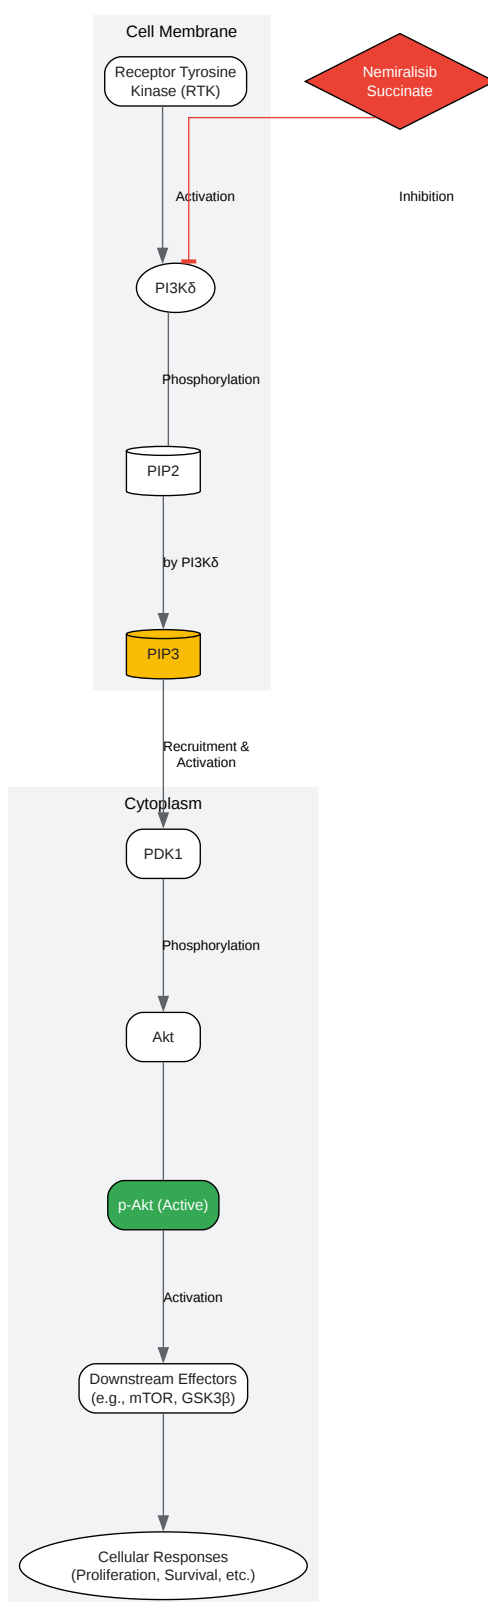 Cell Membrane
Receptor Tyrosine
Kinase (RTK)
Nemiralisib
Succinate
Activation
Inhibition
PI3Kδ
Phosphorylation
PIP2
by PI3Kδ
PIP3
Recruitment &
Activation
Cytoplasm
PDK1
Phosphorylation
Akt
p-Akt (Active)
Activation
Downstream Effectors
(e.g., mTOR, GSK3β)
Cellular Responses
(Proliferation, Survival, etc.)